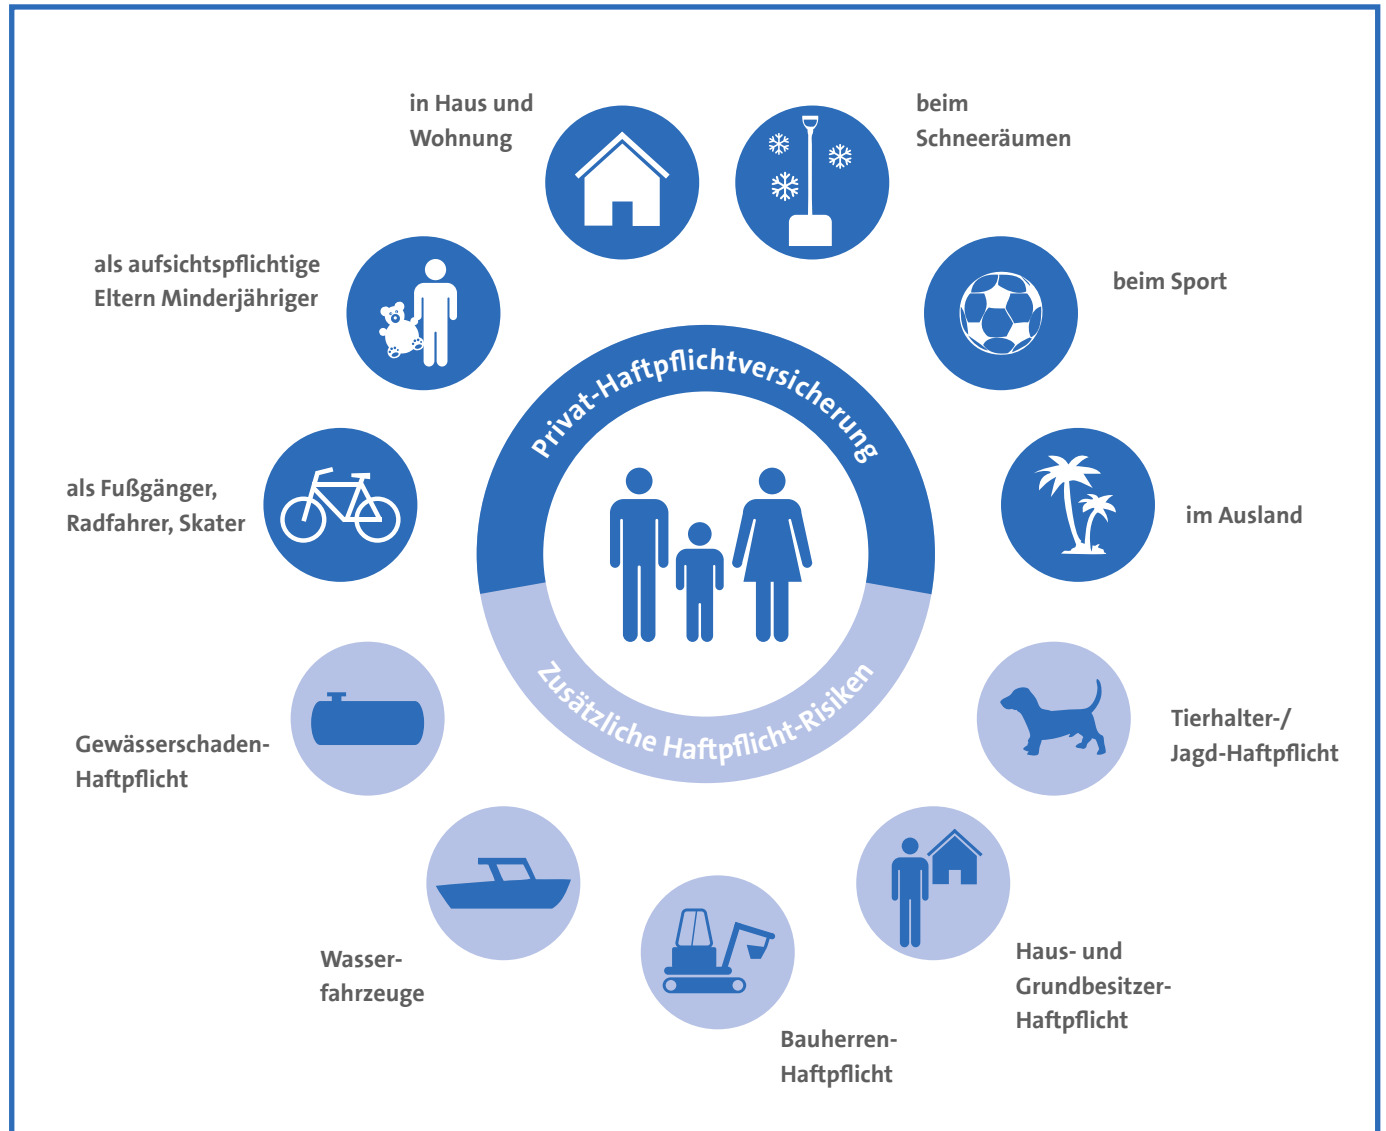 in Haus und
Wohnung
beim
Schneeräumen
als aufsichtspflichtige
Eltern Minderjähriger
beim Sport
Privat-Haftpflichtversicherung
als Fußgänger,
Radfahrer, Skater
im Ausland
Zusätzliche Haftpflicht-Risiken
Gewässerschaden-
Haftpflicht
Tierhalter-/
Jagd-Haftpflicht
Wasser-
fahrzeuge
Haus- und
Grundbesitzer-
Haftpflicht
Bauherren-
Haftpflicht